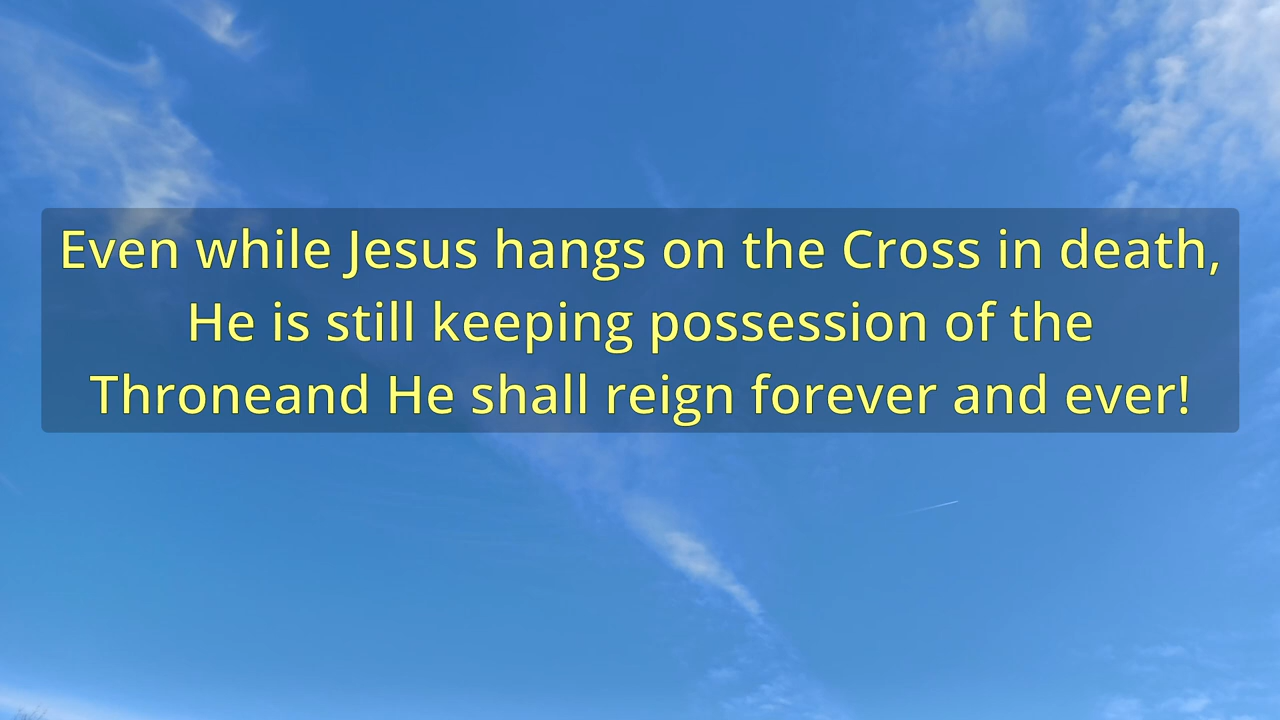 Even while Jesus hangs on the Cross in death,
He is still keeping possession of the
Throneand He shall reign forever and ever!